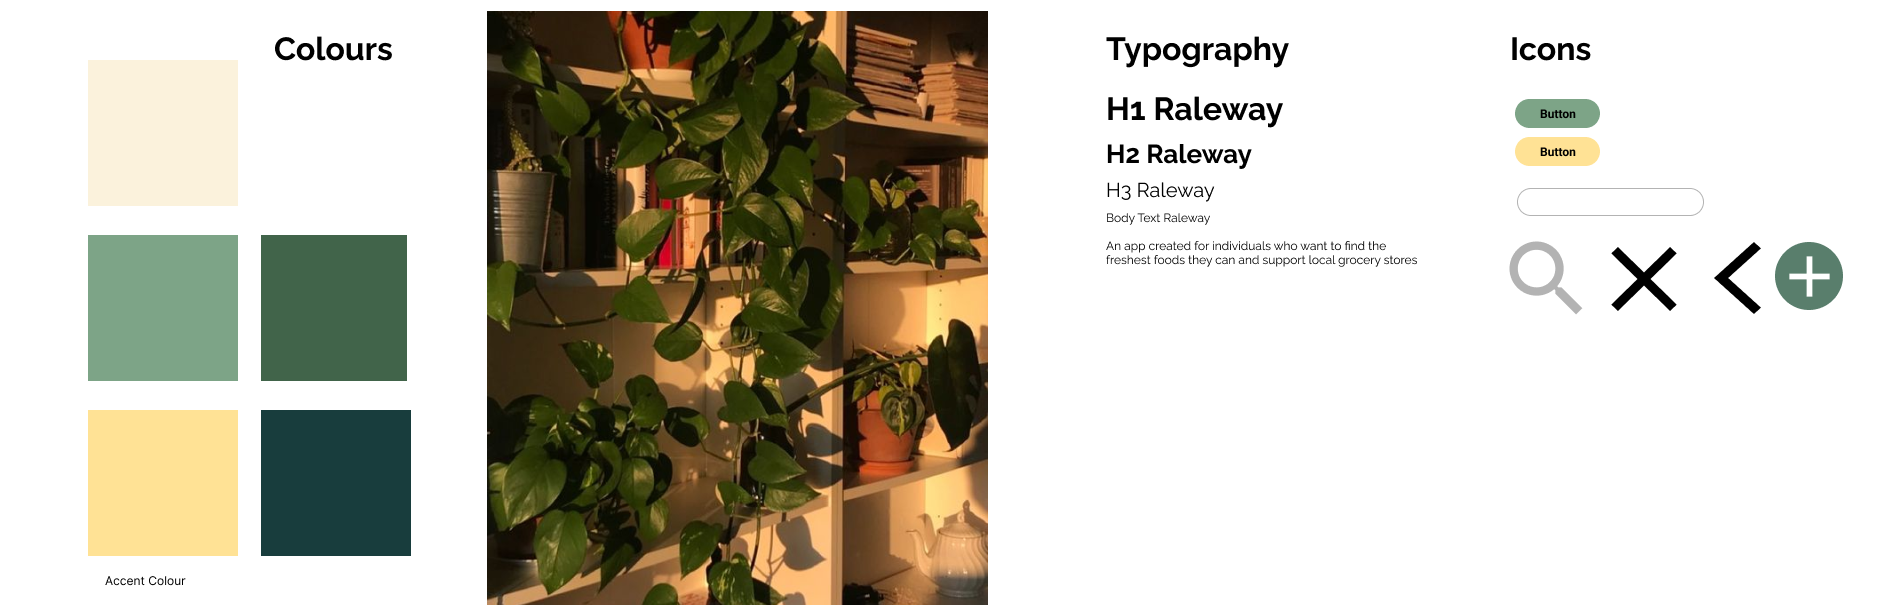 Colours
Accent Colour
Typography
H1 Raleway
H2 Raleway
H3 Raleway
Body Text Raleway
An app created for individuals who want to find the
freshest foods they can and support local grocery stores
Icons
Button
Button